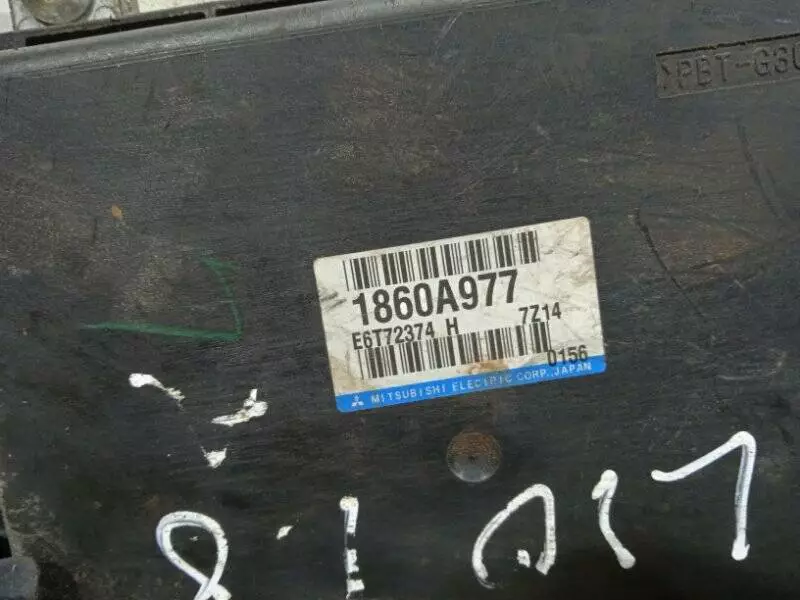 >PBT-G3
1860A977
E6T72374 H 7Z14
0156
MITSUBISHI ELECTRIC CORP., JAPAN